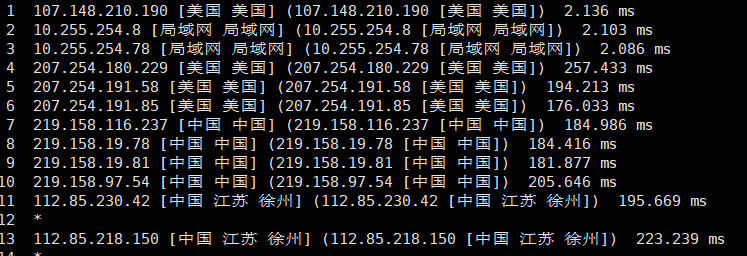 1 107.148.210.190 [美国 美国] (107.148.210.190 [美国 美国]) 2.136 ms
2 10.255.254.8 [局域网 局域网] (10.255.254.8 [局域网 局域网]) 2.103 ms
3 10.255.254.78 [局域网 局域网] (10.255.254.78 [局域网 局域网]) 2.086 ms
4 207.254.180.229 [美国 美国] (207.254.180.229 [美国 美国]) 257.433 ms
5 207.254.191.58 [美国 美国] (207.254.191.58 [美国 美国]) 194.213 ms
6 207.254.191.85 [美国 美国] (207.254.191.85 [美国 美国]) 176.033 ms
7 219.158.116.237 [中国 中国] (219.158.116.237 [中国 中国]) 184.986 ms
8 219.158.19.78 [中国 中国] (219.158.19.78 [中国 中国]) 184.416 ms
9 219.158.19.81 [中国 中国] (219.158.19.81 [中国 中国]) 181.877 ms
10 219.158.97.54 [中国 中国] (219.158.97.54 [中国 中国]) 205.646 ms
11 112.85.230.42 [中国 江苏 徐州] (112.85.230.42 [中国 江苏 徐州]) 195.669 ms
12 *
13 112.85.218.150 [中国 江苏 徐州] (112.85.218.150 [中国 江苏 徐州]) 223.239 ms
14 *